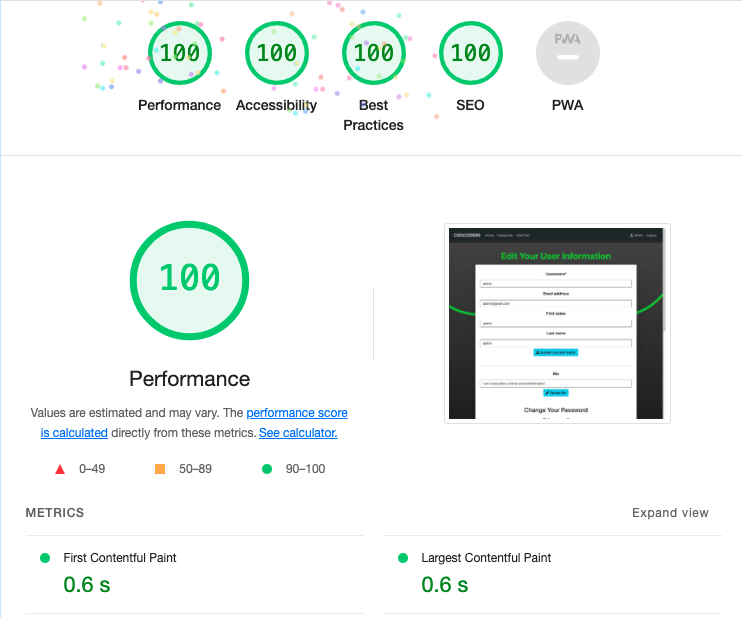 100 100 100 100 PWA
Performance Accessibility Best Practices SEO PWA
100
Performance
Values are estimated and may vary. The performance score
is calculated directly from these metrics. See calculator.
0–49 50–89 90–100
COOLCODERS Home Categories Add Post Admin Logout
Edit Your User Information
Username*
admin
Email address
admin@gmail.com
First name
admin
Last name
admin
Bio
Change Your Password
METRICS Expand view
First Contentful Paint Largest Contentful Paint
0.6 s 0.6 s